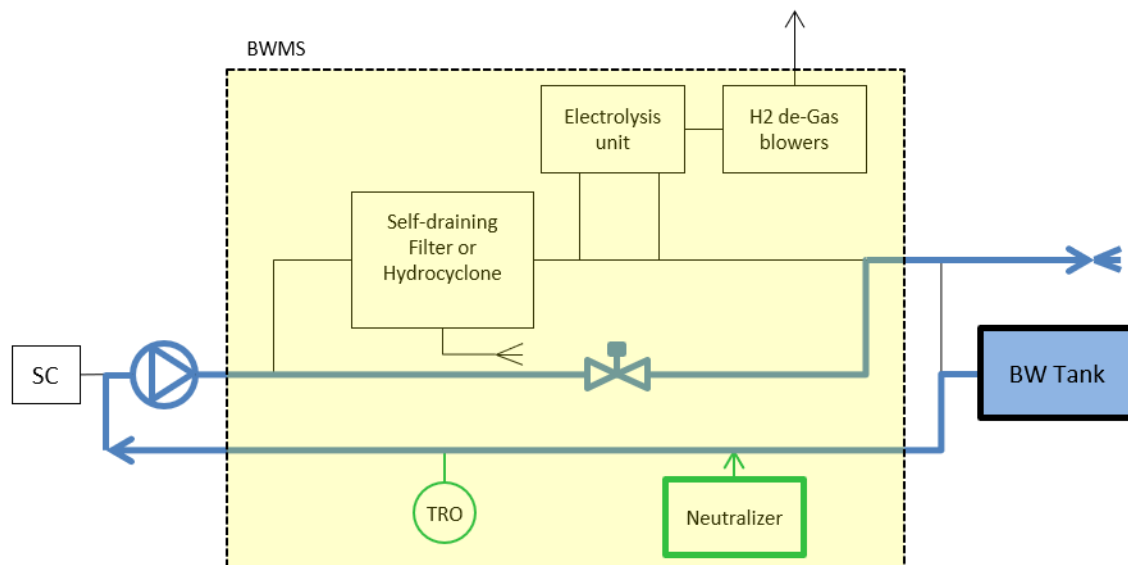 BWMS
Electrolysis
unit
H2 de-Gas
blowers
Self-draining
Filter or
Hydrocyclone
SC
BW Tank
TRO
Neutralizer